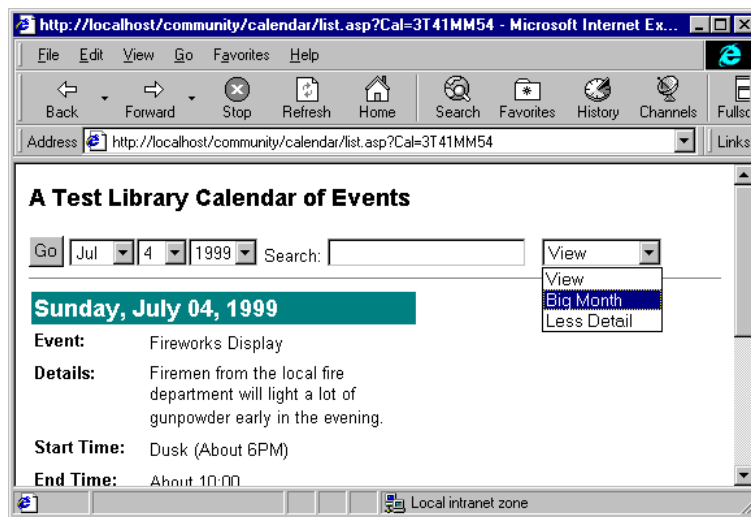 http://localhost/community/calendar/list.asp?Cal=3T41MM54 - Microsoft Internet Ex...
File Edit View Go Favorites Help
Back Forward Stop Refresh Home Search Favorites History Channels Fullsc
Address http://localhost/community/calendar/list.asp?Cal=3T41MM54 Links
A Test Library Calendar of Events
Go Jul 4 1999 Search: View
View
Big Month
Less Detail
Sunday, July 04, 1999
Event: Fireworks Display
Details: Firemen from the local fire
department will light a lot of
gunpowder early in the evening.
Start Time: Dusk (About 6PM)
End Time: About 10:00
Local intranet zone